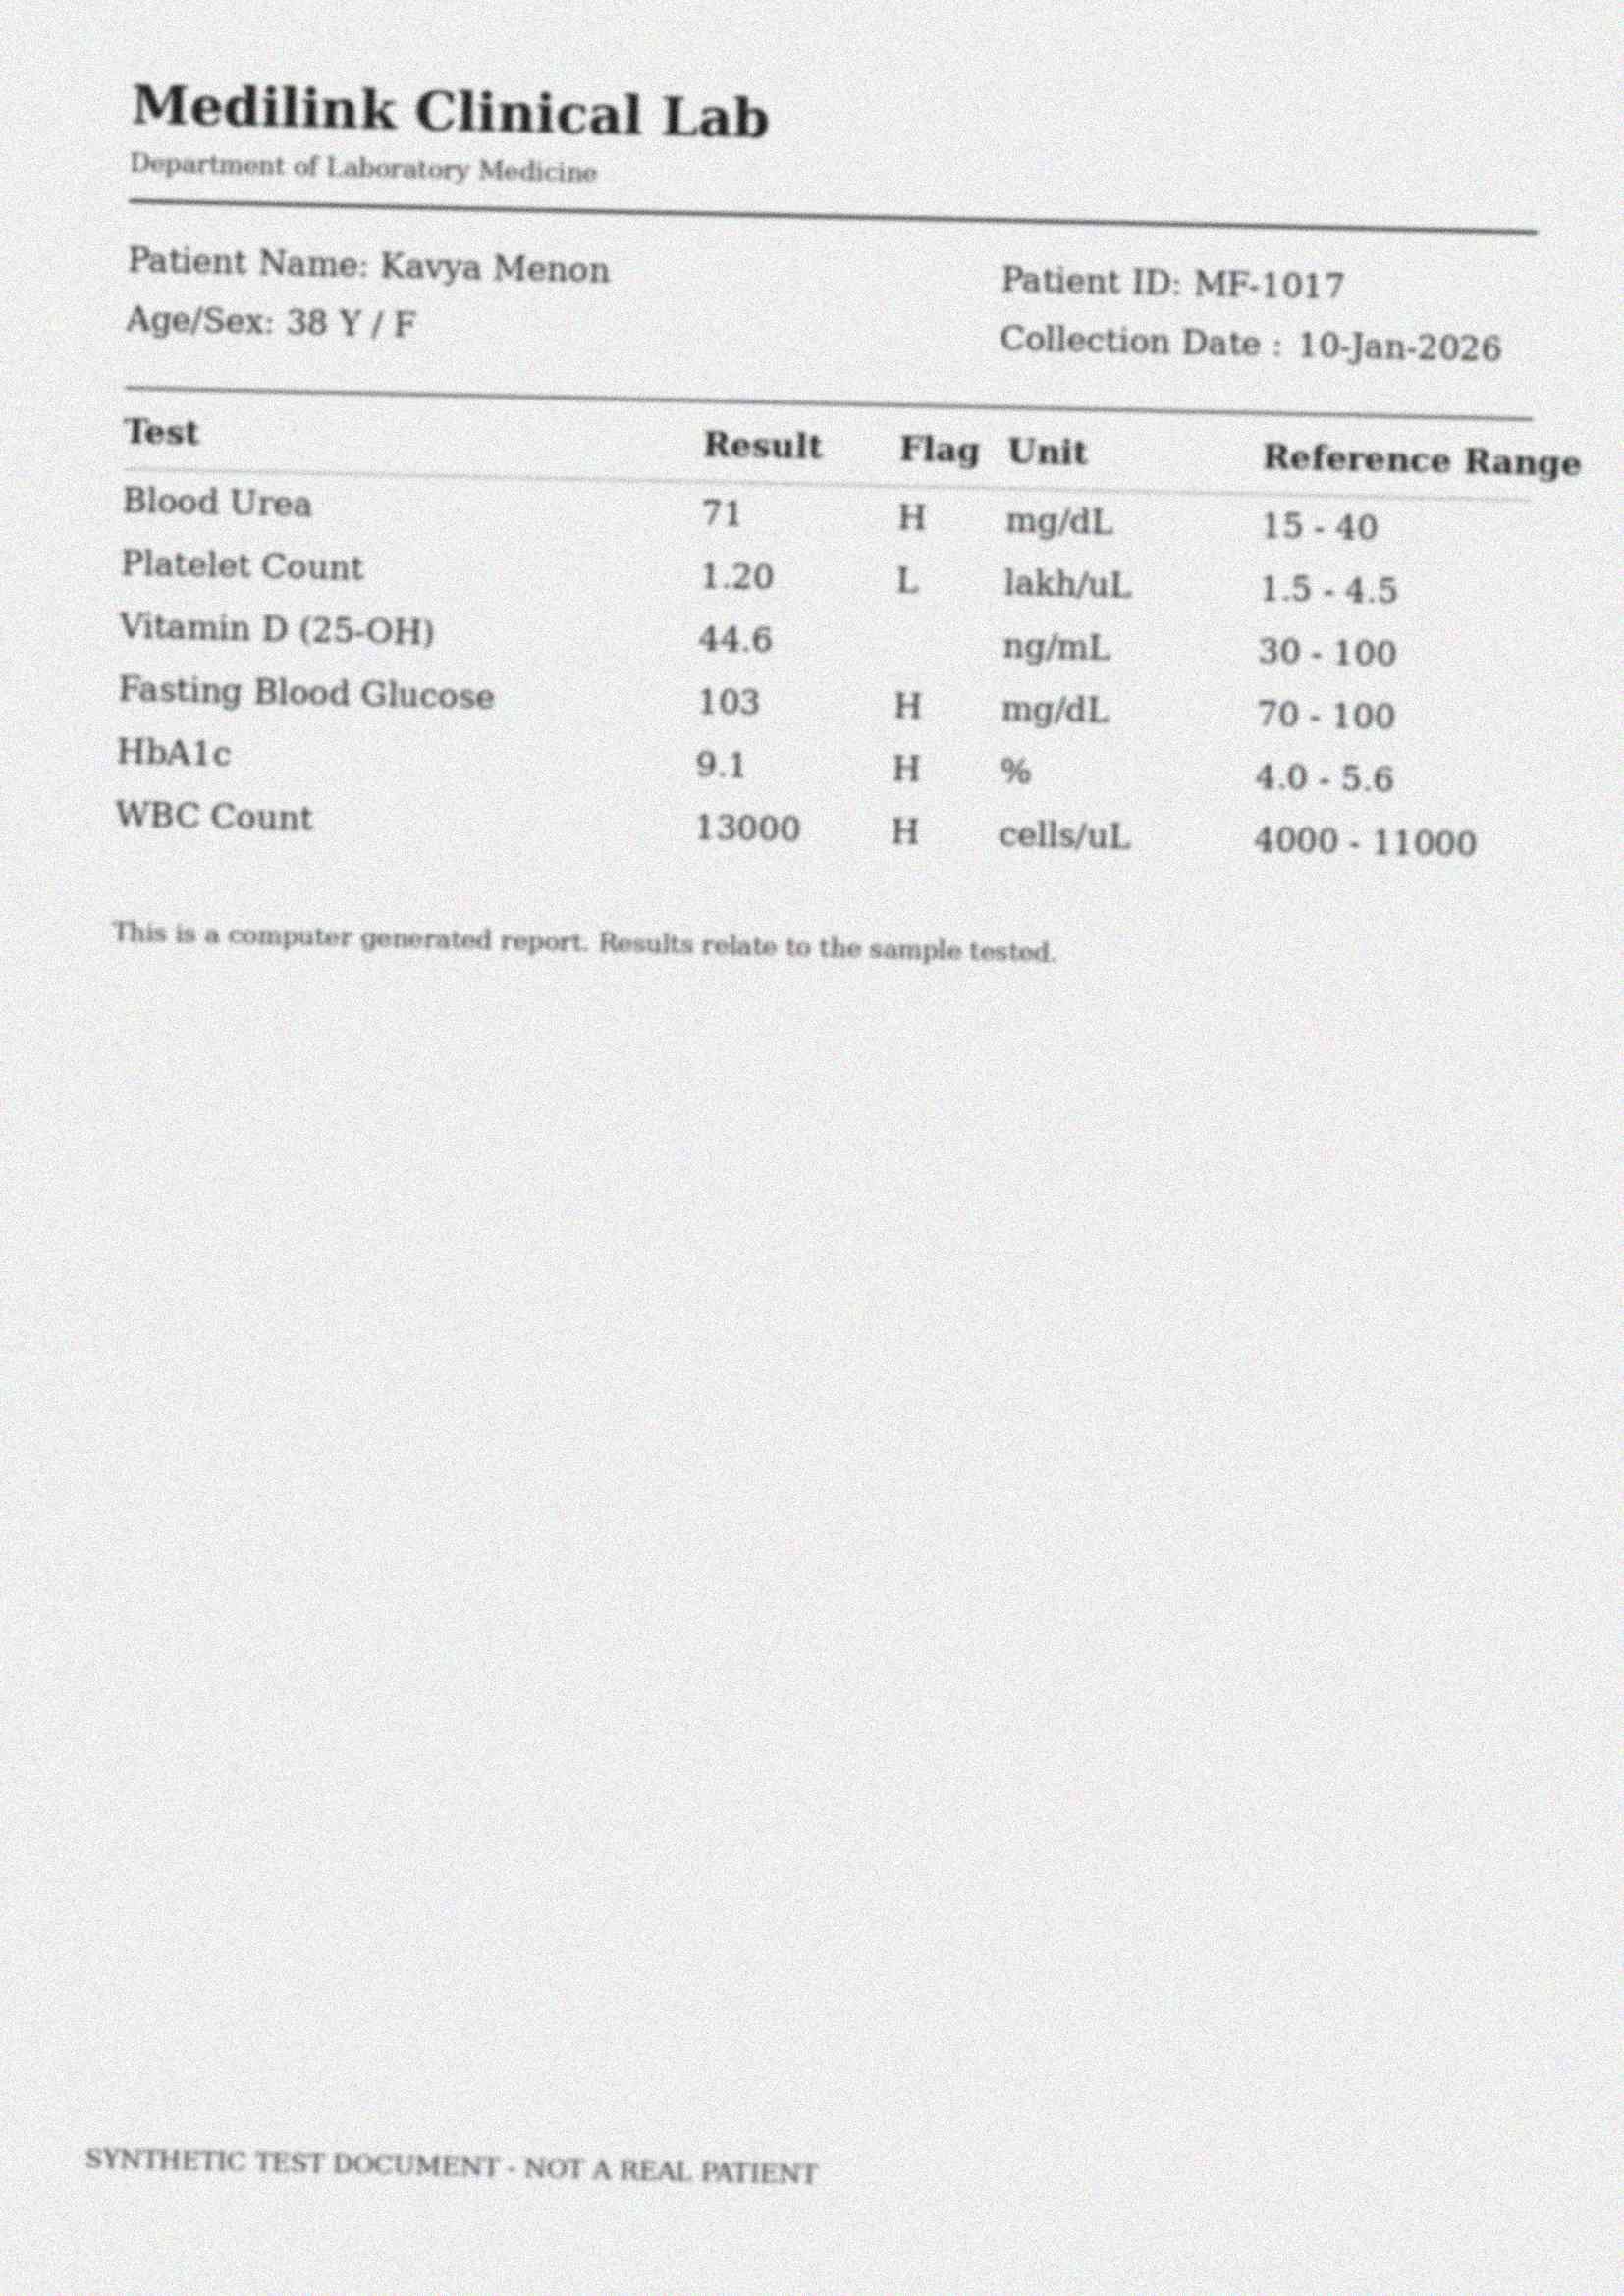 Medilink Clinical Lab
Department of Laboratory Medicine
Patient Name: Kavya Menon Patient ID: MF-1017
Age/Sex: 38 Y / F Collection Date : 10-Jan-2026
Test Result Flag Unit Reference Range
Blood Urea 71 H mg/dL 15 - 40
Platelet Count 1.20 L lakh/uL 1.5 - 4.5
Vitamin D (25-OH) 44.6 ng/mL 30 - 100
Fasting Blood Glucose 103 H mg/dL 70 - 100
HbA1c 9.1 H % 4.0 - 5.6
WBC Count 13000 H cells/uL 4000 - 11000
This is a computer generated report. Results relate to the sample tested.
SYNTHETIC TEST DOCUMENT - NOT A REAL PATIENT